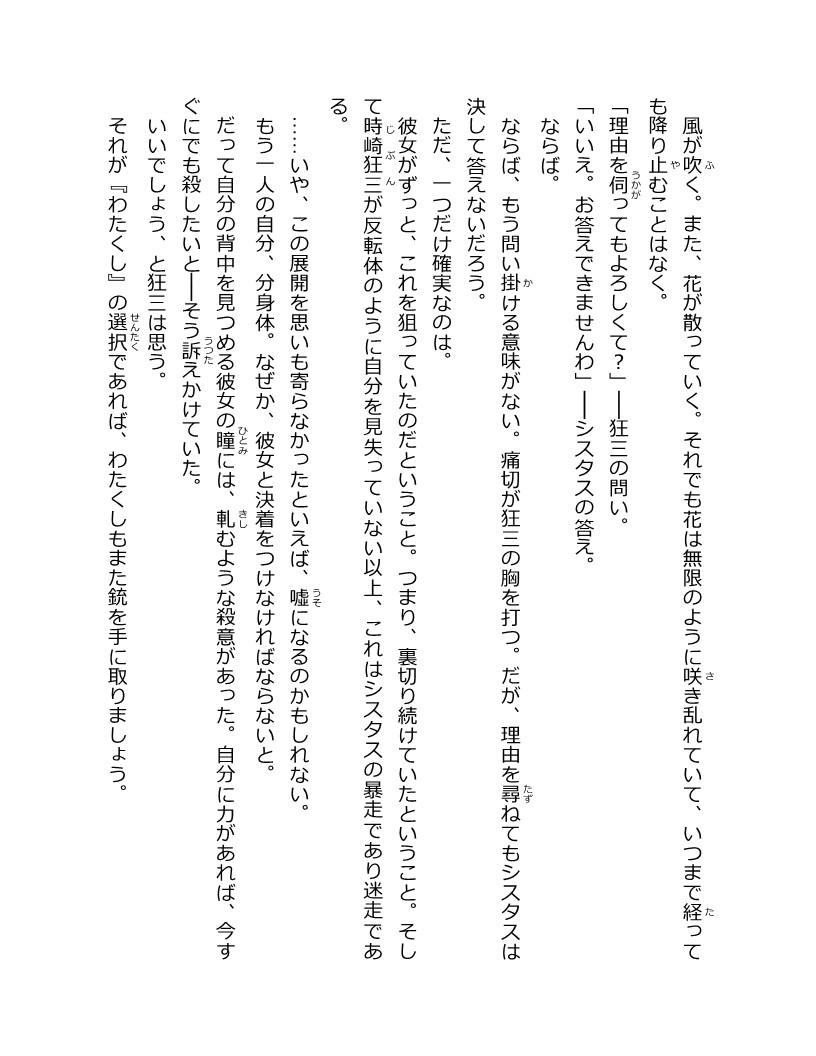 風が吹く。また、花が散っていく。それでも花は無限のように咲き乱れていて、いつまで経って
も降り止むことはなく。
「理由を伺ってもよろしくて？」――狂三の問い。
「いいえ。お答えできませんわ」――シスタスの答え。
ならば。
ならば、もう問い掛ける意味がない。痛切が狂三の胸を打つ。だが、理由を尋ねてもシスタスは
決して答えないだろう。
ただ、一つだけ確実なのは。
彼女がずっと、これを狙っていたのだということ。つまり、裏切り続けていたということ。そし
て時崎狂三が反転体のように自分を見失っていない以上、これはシスタスの暴走であり迷走であ
る。
……いや、この展開を思いも寄らなかったといえば、嘘になるのかもしれない。
もう一人の自分、分身体。なぜか、彼女と決着をつけなければならないと。
だって自分の背中を見つめる彼女の瞳には、軋むような殺意があった。自分に力があれば、今す
ぐにでも殺したいと――そう訴えかけていた。
いいでしょう、と狂三は思う。
それが『わたくし』の選択であれば、わたくしもまた銃を手に取りましょう。